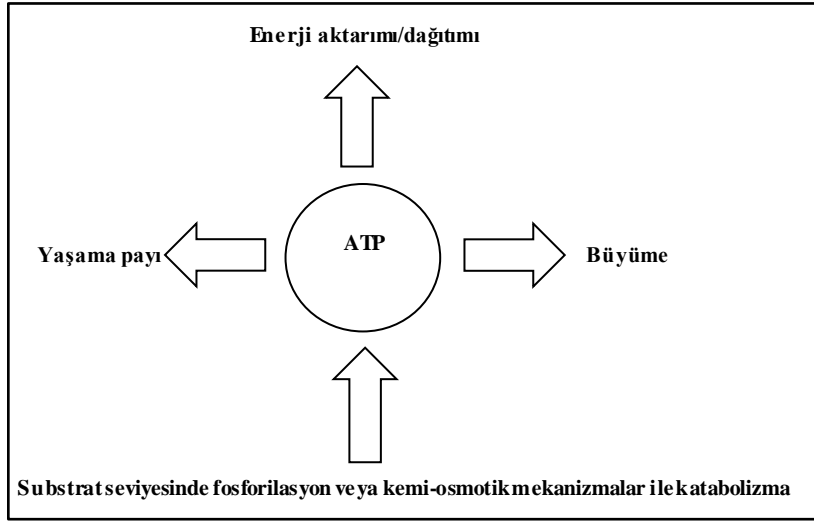 Enerji aktarımı/dağıtımı
ATP
Yaşama payı
Büyüme
Substrat seviyesinde fosforilasyon veya kemi-osmotik mekanizmalar ile katabolizma